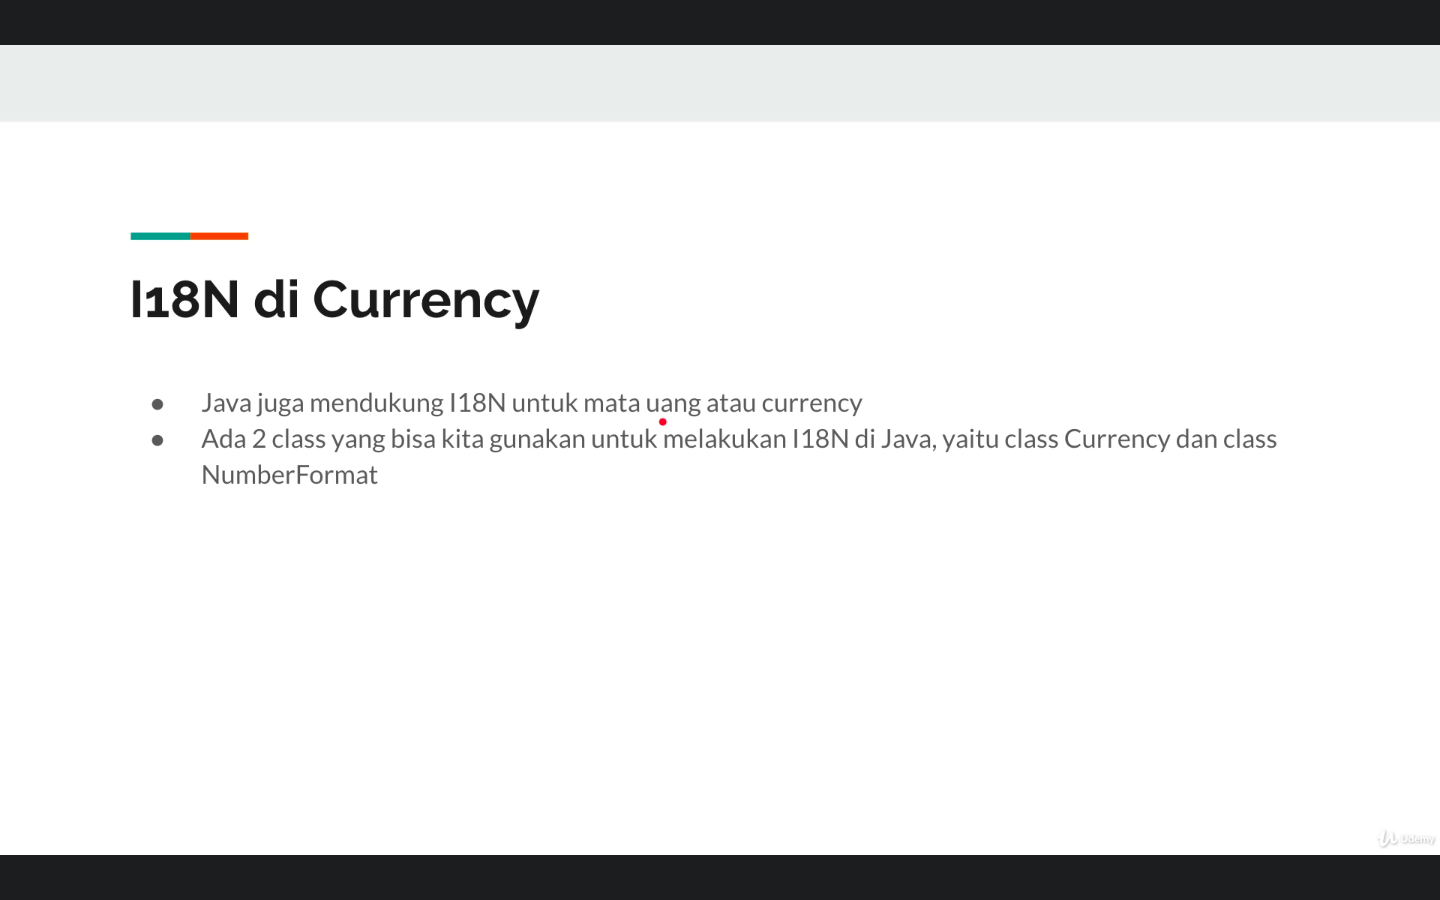 I18N di Currency
● Java juga mendukung I18N untuk mata uang atau currency
● Ada 2 class yang bisa kita gunakan untuk melakukan I18N di Java, yaitu class Currency dan class
NumberFormat
Udemy